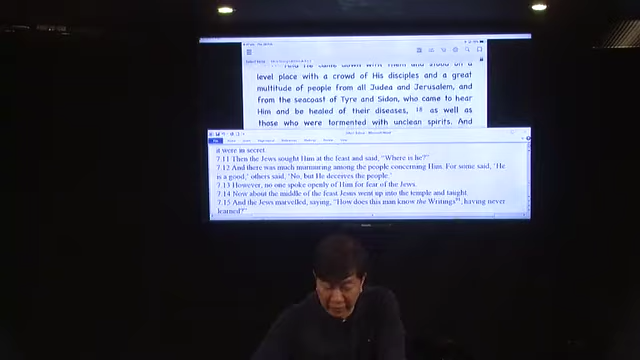 level place with a crowd of His disciples and a great
multitude of people from all Judea and Jerusalem, and
from the seacoast of Tyre and Sidon, who came to hear
Him and be healed of their diseases, 18 as well as
those who were tormented with unclean spirits. And
it were in secret.
7.11 Then the Jews sought Him at the feast and said, "Where is he?"
7.12 And there was much murmuring among the people concerning Him. For some said, 'He
is a good,' others said, 'No, but He deceives the people.'
7.13 However, no one spoke openly of Him for fear of the Jews.
7.14 Now about the middle of the feast Jesus went up into the temple and taught.
7.15 And the Jews marvelled, saying, "How does this man know the Writings, having never
learned?"